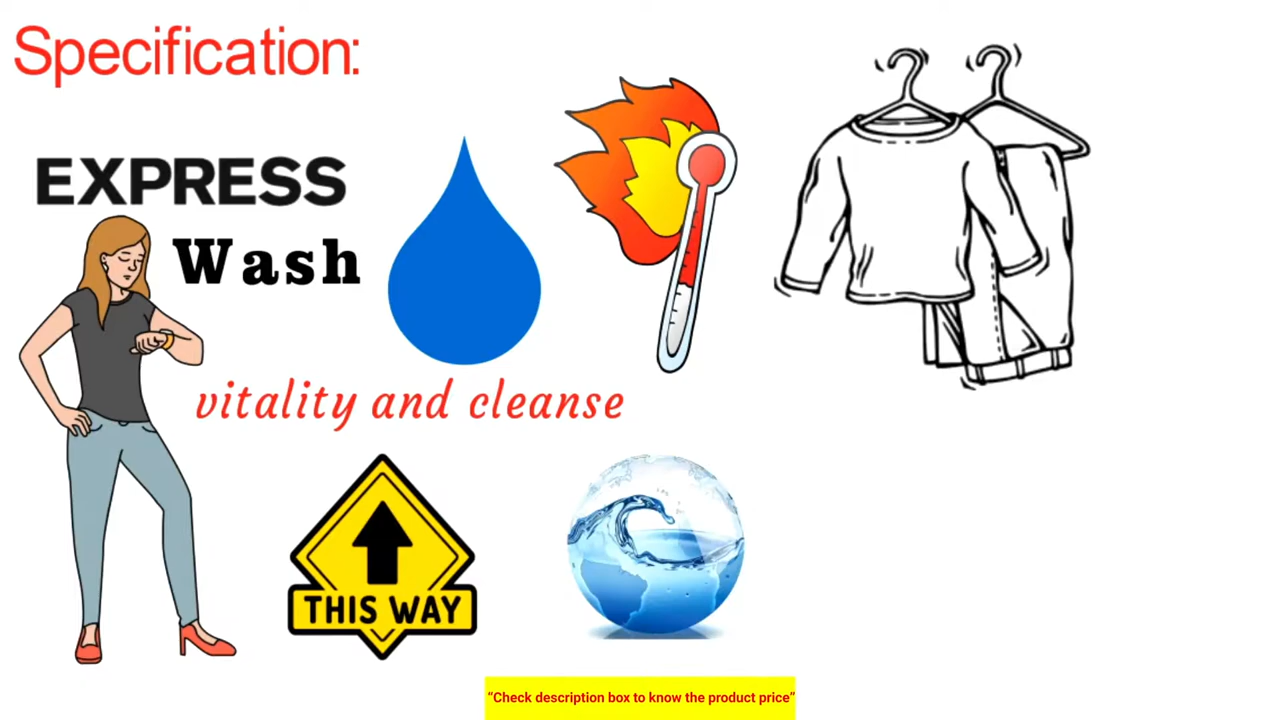 Specification:
EXPRESS
Wash
vitality and cleanse
THIS WAY
“Check description box to know the product price”